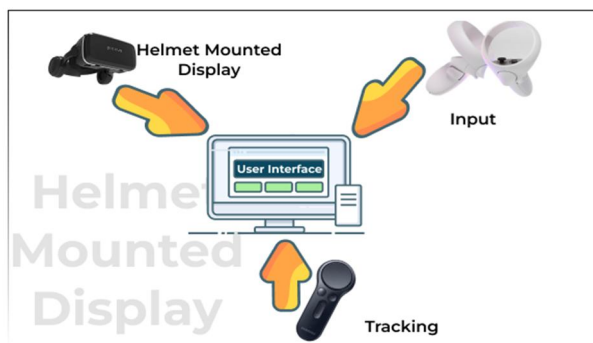 Helmet Mounted
Display
Input
User Interface
Helmet
Mounted
Display
Tracking